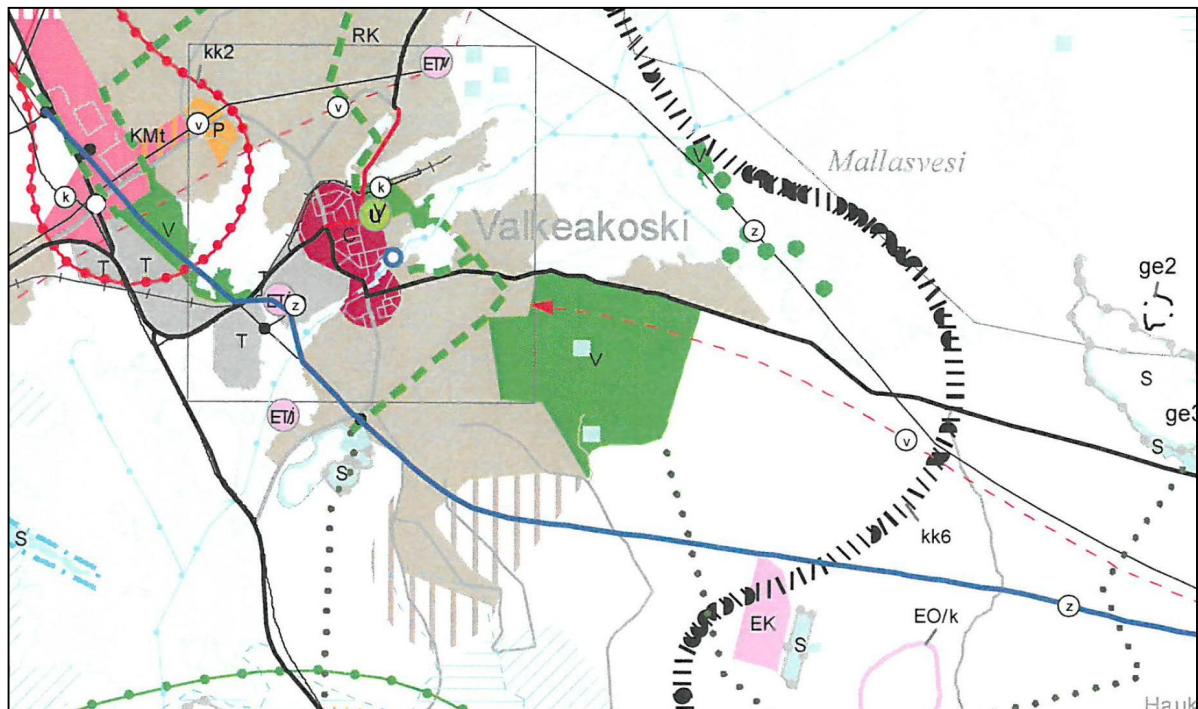 RK
kk2
ET/v
v
v
P
KMt
k
k
Mallasvesi
V
V
Valkeakoski
C
z
ge2
V
T
T
T
z
T
V
S
ge3
S
ET/j
v
S
kk6
S
z
EO/k
EK
S
Hauk